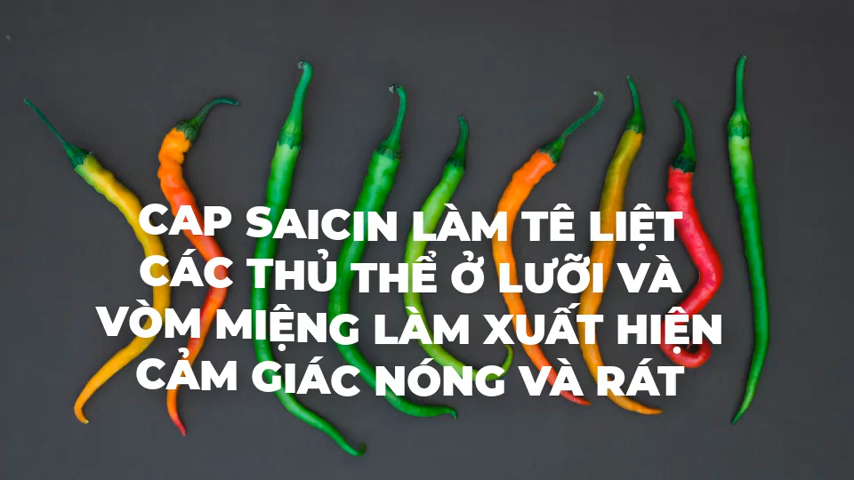 CAP SAICIN LÀM TÊ LIỆT
CÁC THỦ THỂ Ở LƯỠI VÀ
VÒM MIỆNG LÀM XUẤT HIỆN
CẢM GIÁC NÓNG VÀ RÁT